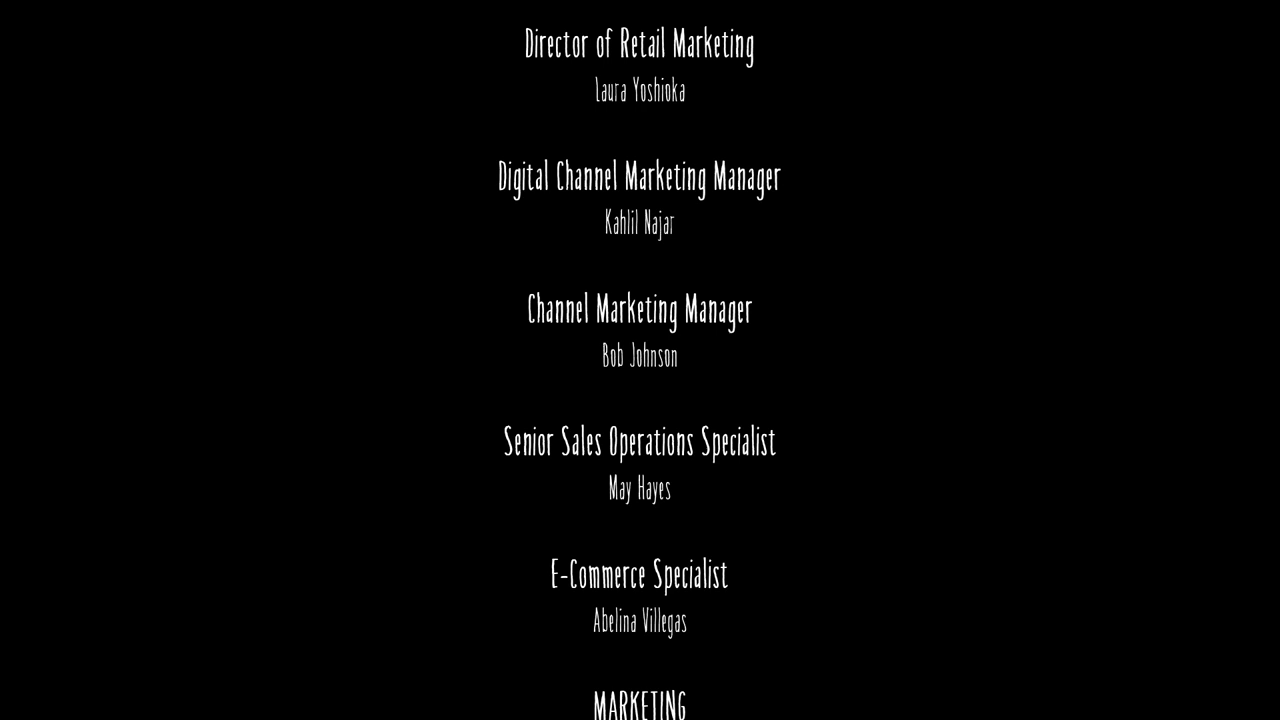 Director of Retail Marketing
Laura Yoshioka
Digital Channel Marketing Manager
Kahlil Najar
Channel Marketing Manager
Bob Johnson
Senior Sales Operations Specialist
May Hayes
E-Commerce Specialist
Abelina Villegas
MARKETING